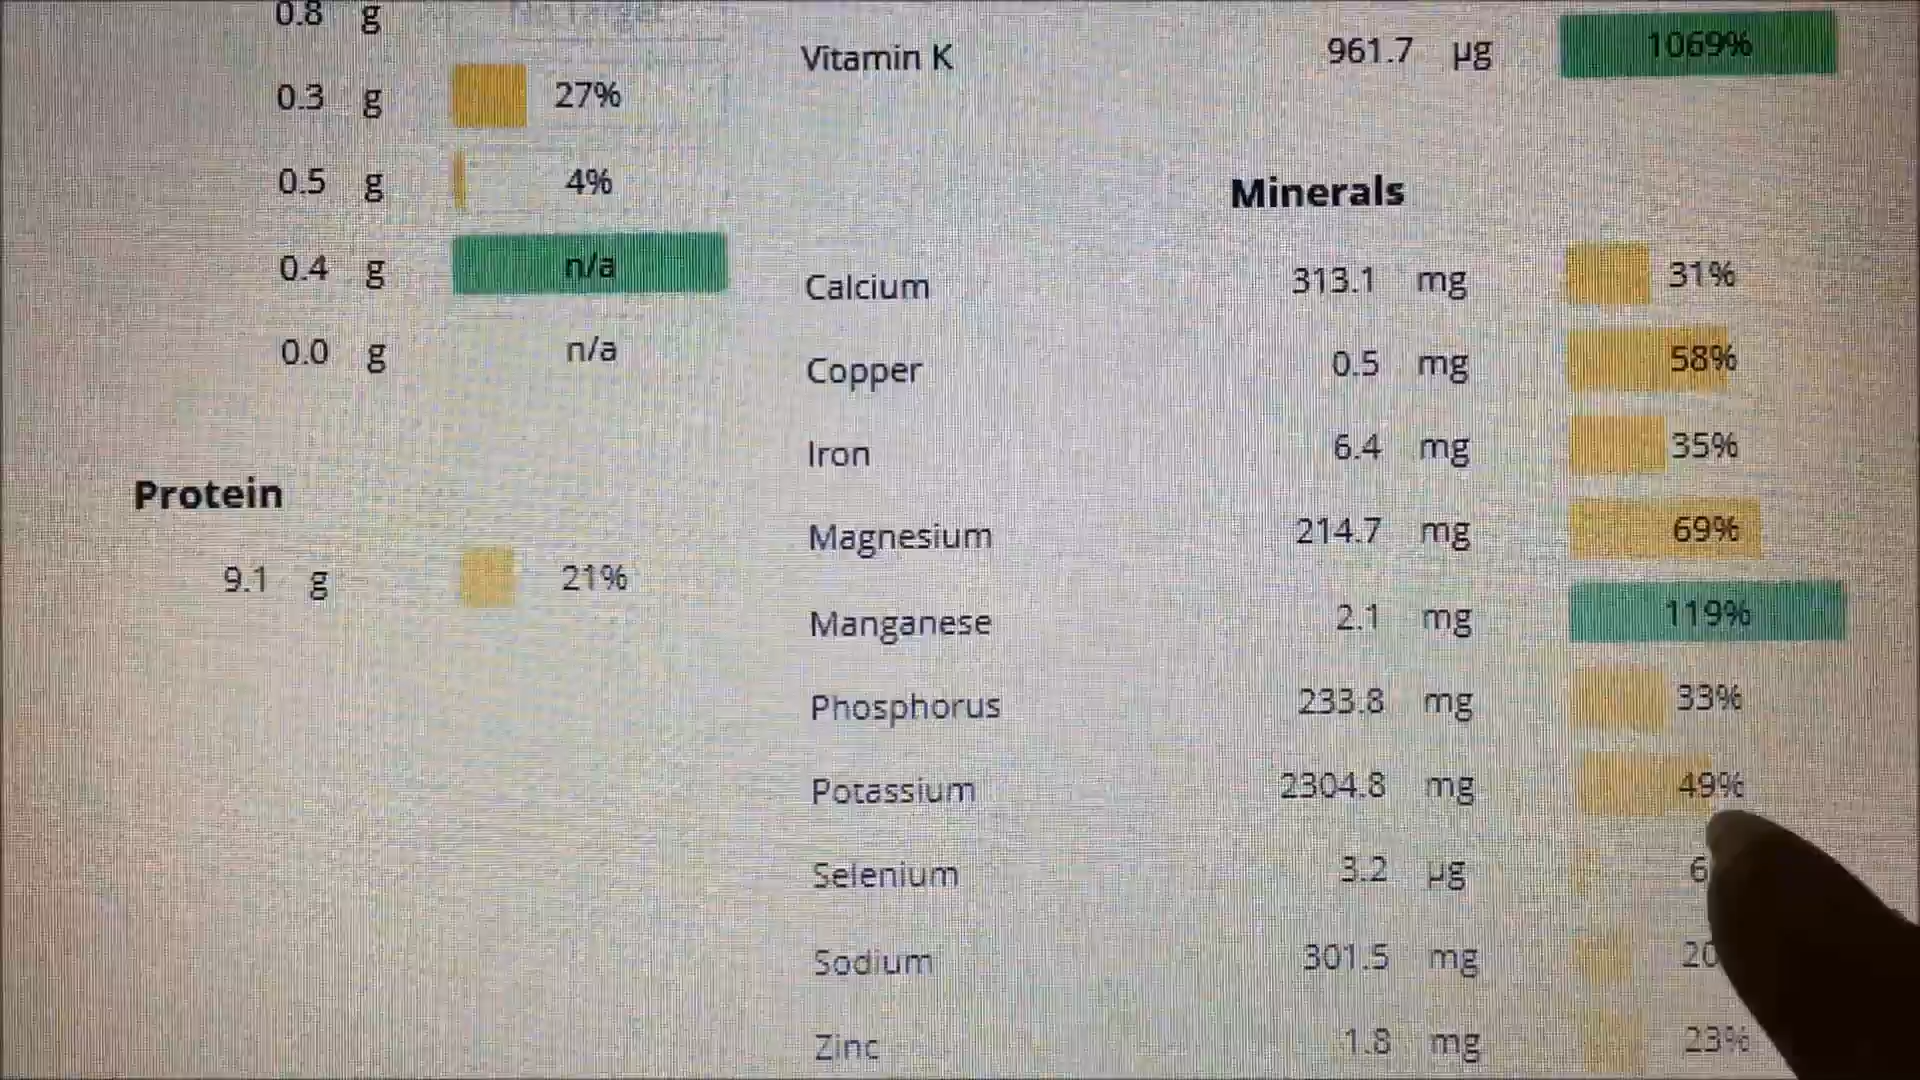 0.8 g
0.3 g 27%
0.5 g 4%
0.4 g n/a
0.0 g n/a
Protein
9.1 g 21%
Vitamin K 961.7 µg 1069%
Minerals
Calcium 313.1 mg 31%
Copper 0.5 mg 58%
Iron 6.4 mg 35%
Magnesium 214.7 mg 69%
Manganese 2.1 mg 119%
Phosphorus 233.8 mg 33%
Potassium 2304.8 mg 49%
Selenium 3.2 µg 6
Sodium 301.5 mg 20
Zinc 1.8 mg 23%